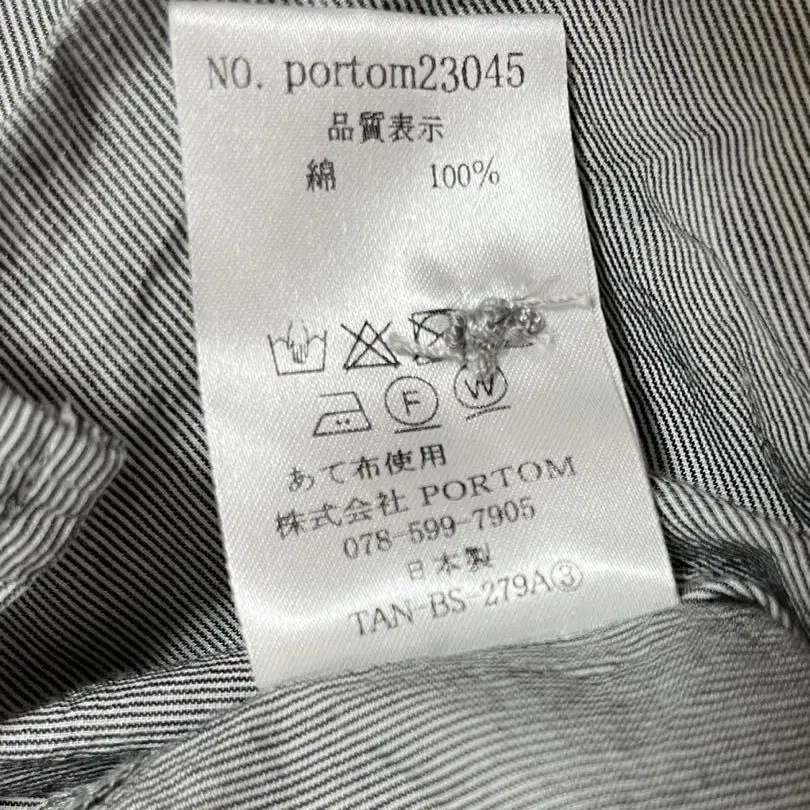 NO. portom23045
品質表示
綿 100%
F W
あて布使用
株式会社 PORTOM
078-599-7905
日本製
TAN-BS-279A③